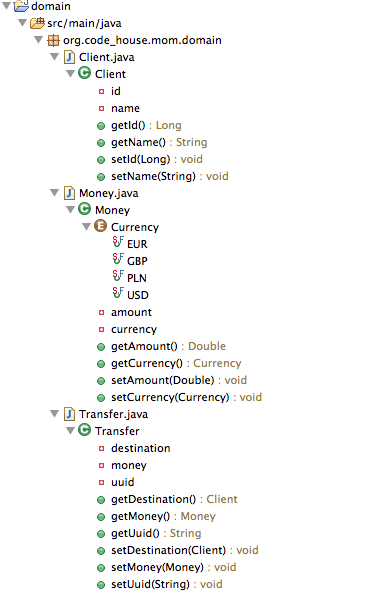 domain
src/main/java
org.code_house.mom.domain
Client.java
Client
id
name
getId() : Long
getName() : String
setId(Long) : void
setName(String) : void
Money.java
Money
Currency
EUR
GBP
PLN
USD
amount
currency
getAmount() : Double
getCurrency() : Currency
setAmount(Double) : void
setCurrency(Currency) : void
Transfer.java
Transfer
destination
money
uuid
getDestination() : Client
getMoney() : Money
getUuid() : String
setDestination(Client) : void
setMoney(Money) : void
setUuid(String) : void